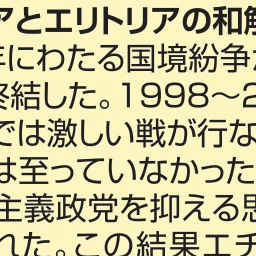 アとエリトリアの和解
年にわたる国境紛争が
終結した。1998〜2
では激しい戦が行な
は至っていなかった
主義政党を抑える思
れた。この結果エチ